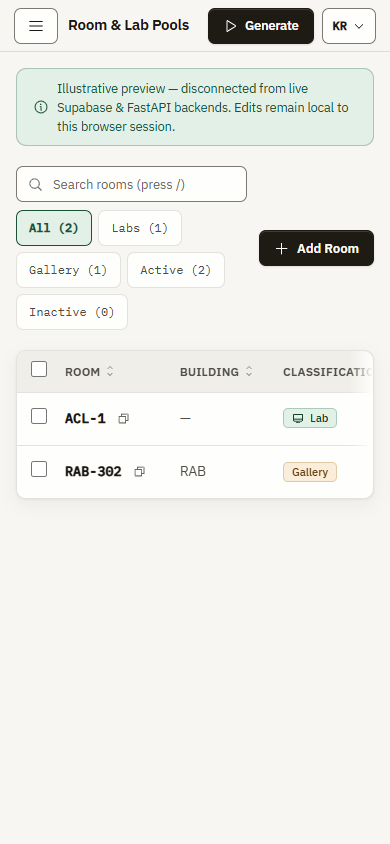 Room & Lab Pools
Generate
KR
Illustrative preview — disconnected from live
Supabase & FastAPI backends. Edits remain local to
this browser session.
Search rooms (press /)
All (2)
Labs (1)
Gallery (1)
Active (2)
Inactive (0)
Add Room
ROOM
BUILDING
CLASSIFICATIC
ACL-1
—
Lab
RAB-302
RAB
Gallery